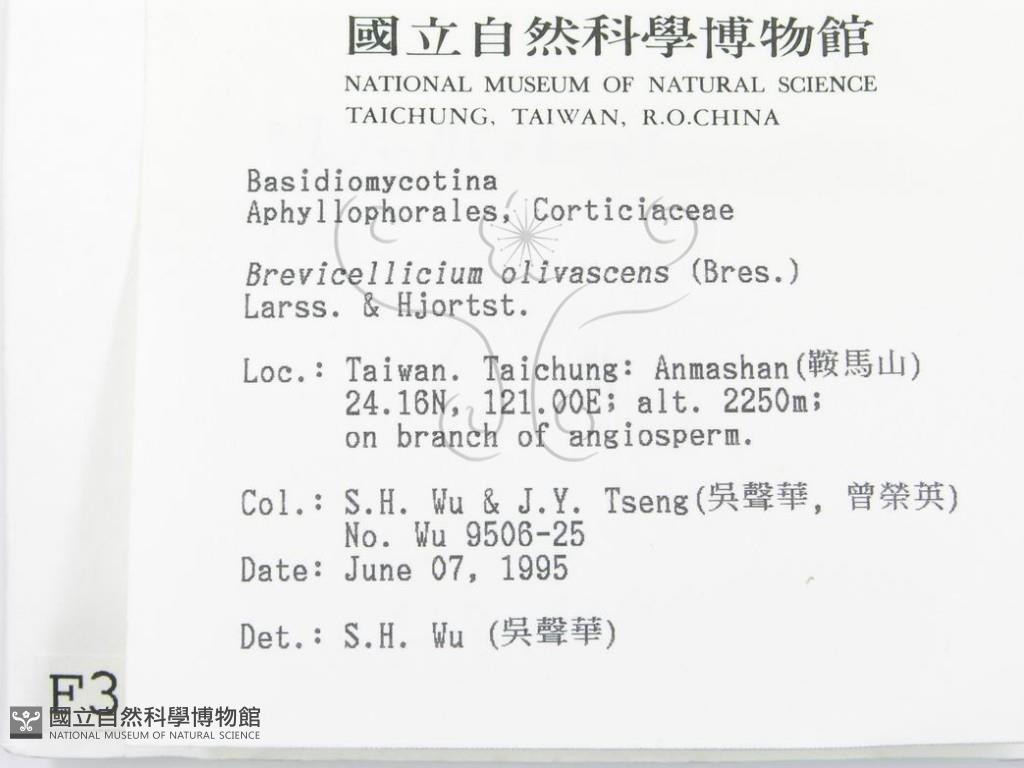 國立自然科學博物館
NATIONAL MUSEUM OF NATURAL SCIENCE
TAICHUNG, TAIWAN, R.O.CHINA
Basidiomycotina
Aphyllophorales, Corticiaceae
Brevicellicium olivascens (Bres.)
Larss. & Hjortst.
Loc.: Taiwan. Taichung: Anmashan(鞍馬山)
24.16N, 121.00E; alt. 2250m;
on branch of angiosperm.
Col.: S.H. Wu & J.Y. Tseng(吳聲華, 曾榮英)
No. Wu 9506-25
Date: June 07, 1995
Det.: S.H. Wu (吳聲華)
F3
國立自然科學博物館
NATIONAL MUSEUM OF NATURAL SCIENCE